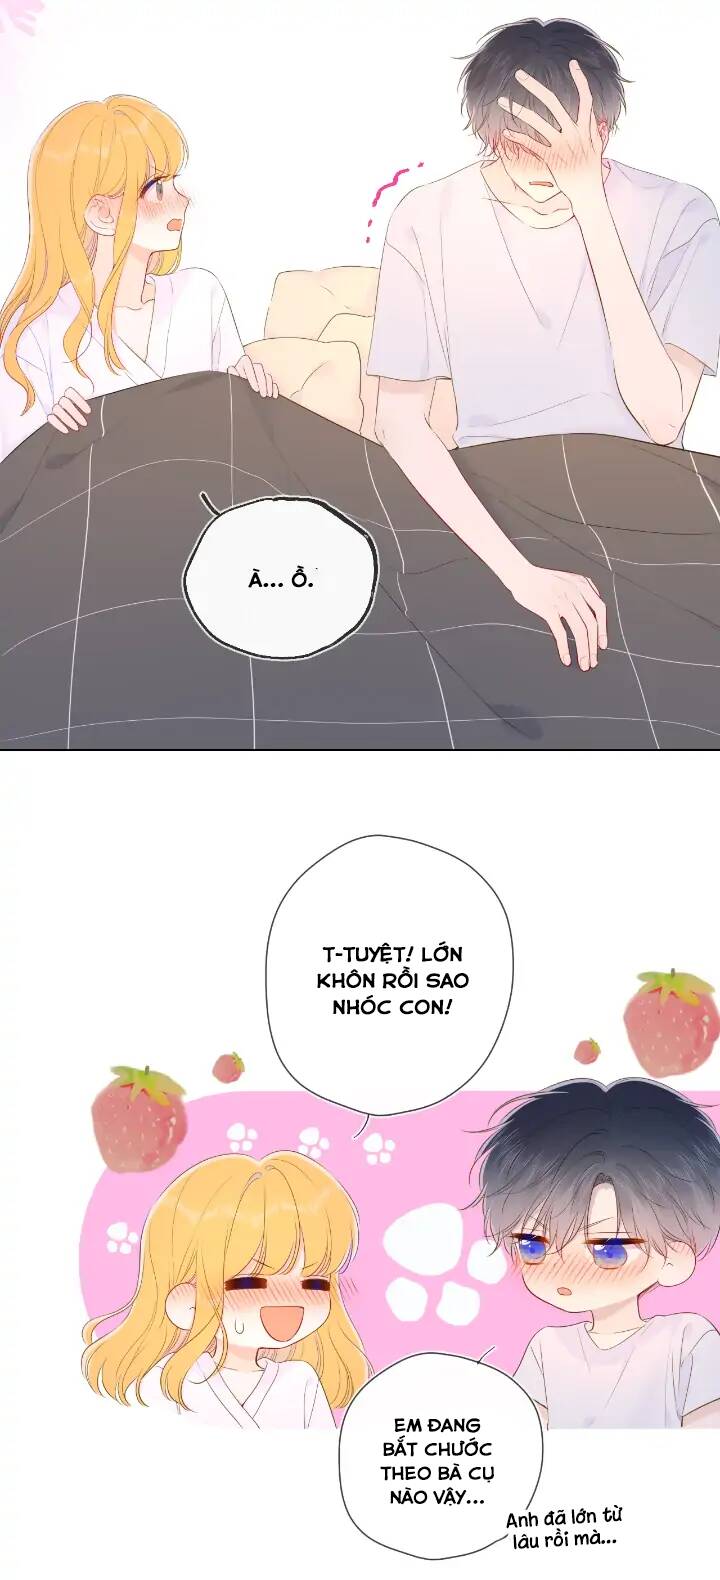 À... Ồ.
T-TUYỆT! LỚN
KHÔN RỒI SAO
NHÓC CON!
EM ĐANG
BẮT CHƯỚC
THEO BÀ CỤ
NÀO VẬY...
Anh đã lớn từ
lâu rồi mà...